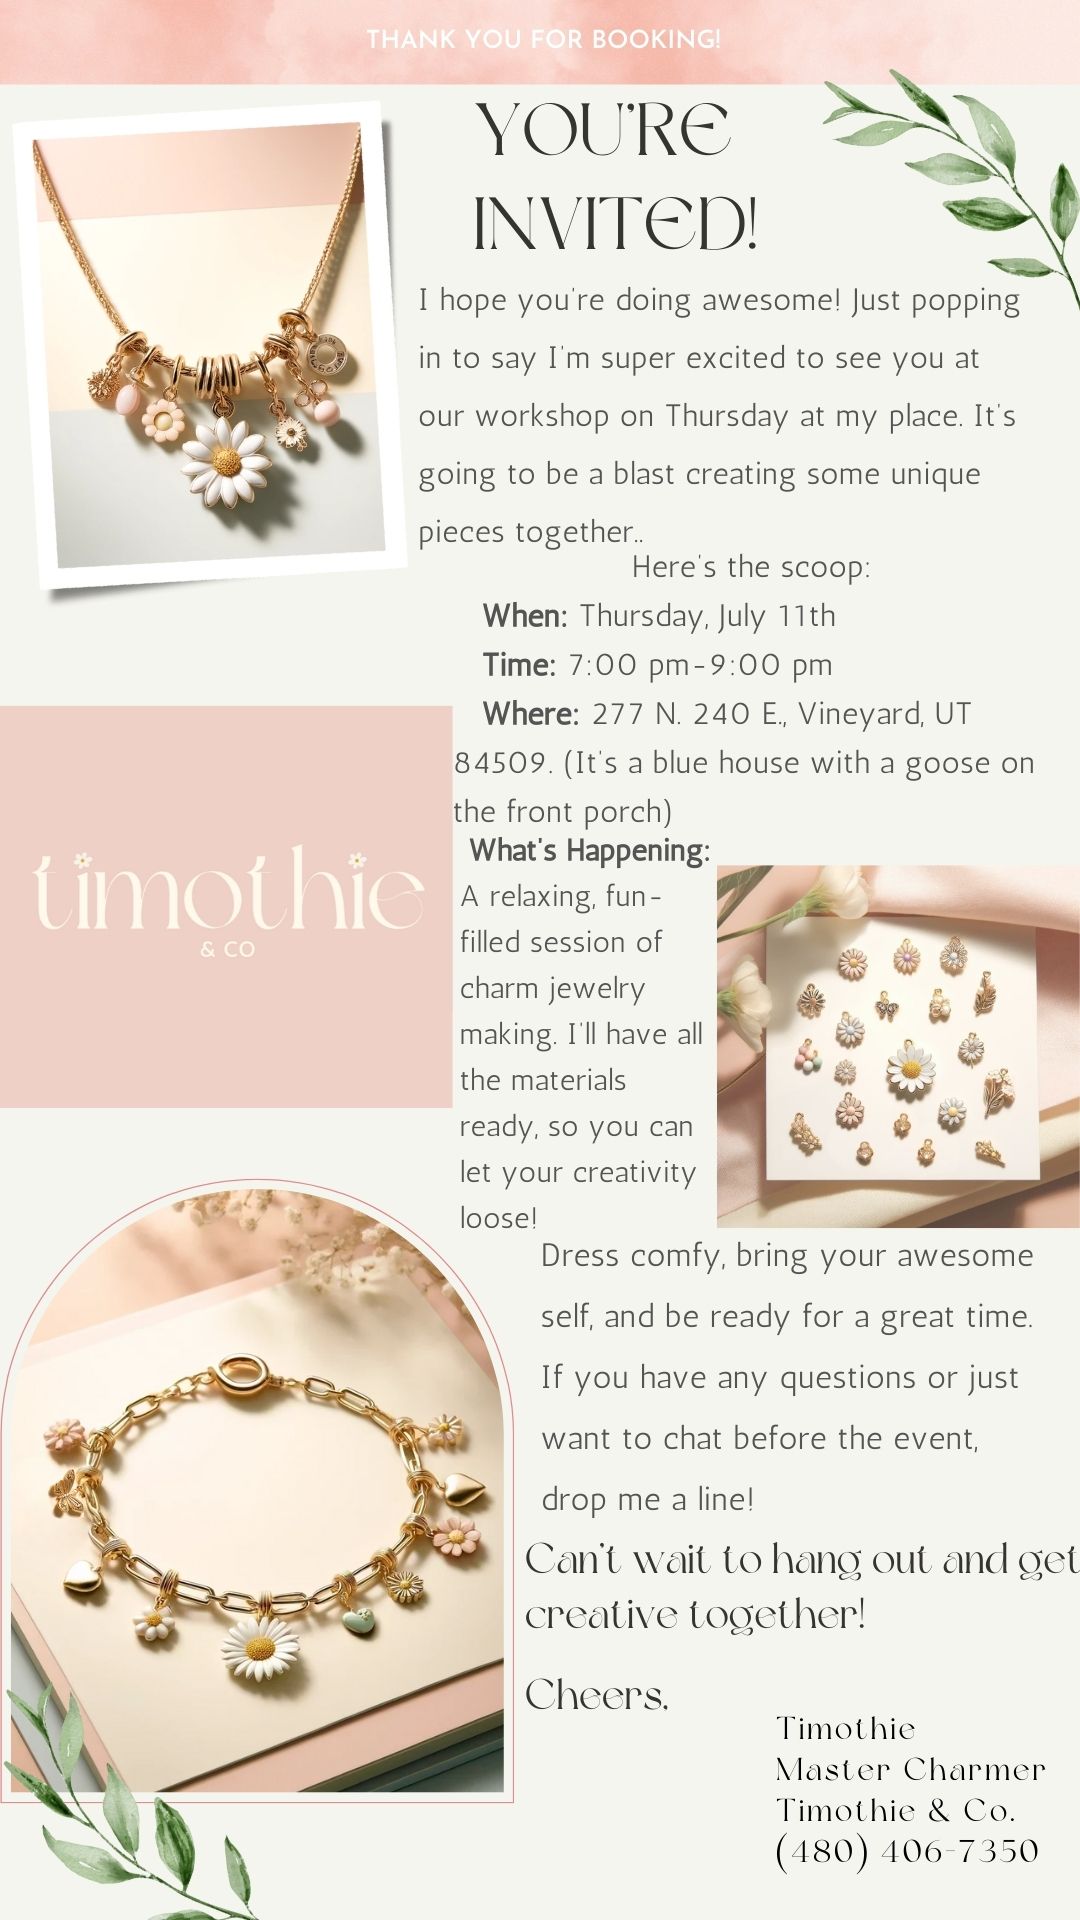 THANK YOU FOR BOOKING!
YOU'RE
INVITED!
I hope you're doing awesome! Just popping
in to say I'm super excited to see you at
our workshop on Thursday at my place. It's
going to be a blast creating some unique
pieces together..
Here's the scoop:
When: Thursday, July 11th
Time: 7:00 pm-9:00 pm
Where: 277 N. 240 E., Vineyard, UT
84509. (It's a blue house with a goose on
the front porch)
timothie
& CO
What's Happening:
A relaxing, fun-
filled session of
charm jewelry
making. I'll have all
the materials
ready, so you can
let your creativity
loose!
Dress comfy, bring your awesome
self, and be ready for a great time.
If you have any questions or just
want to chat before the event,
drop me a line!
Can't wait to hang out and get
creative together!
Cheers,
Timothie
Master Charmer
Timothie & Co.
(480) 406-7350